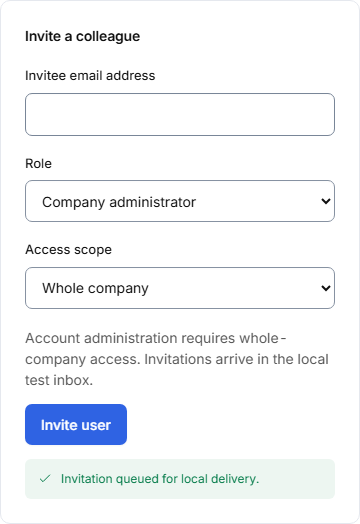 Invite a colleague
Invitee email address
Role
Company administrator
Access scope
Whole company
Account administration requires whole-
company access. Invitations arrive in the local
test inbox.
Invite user
Invitation queued for local delivery.